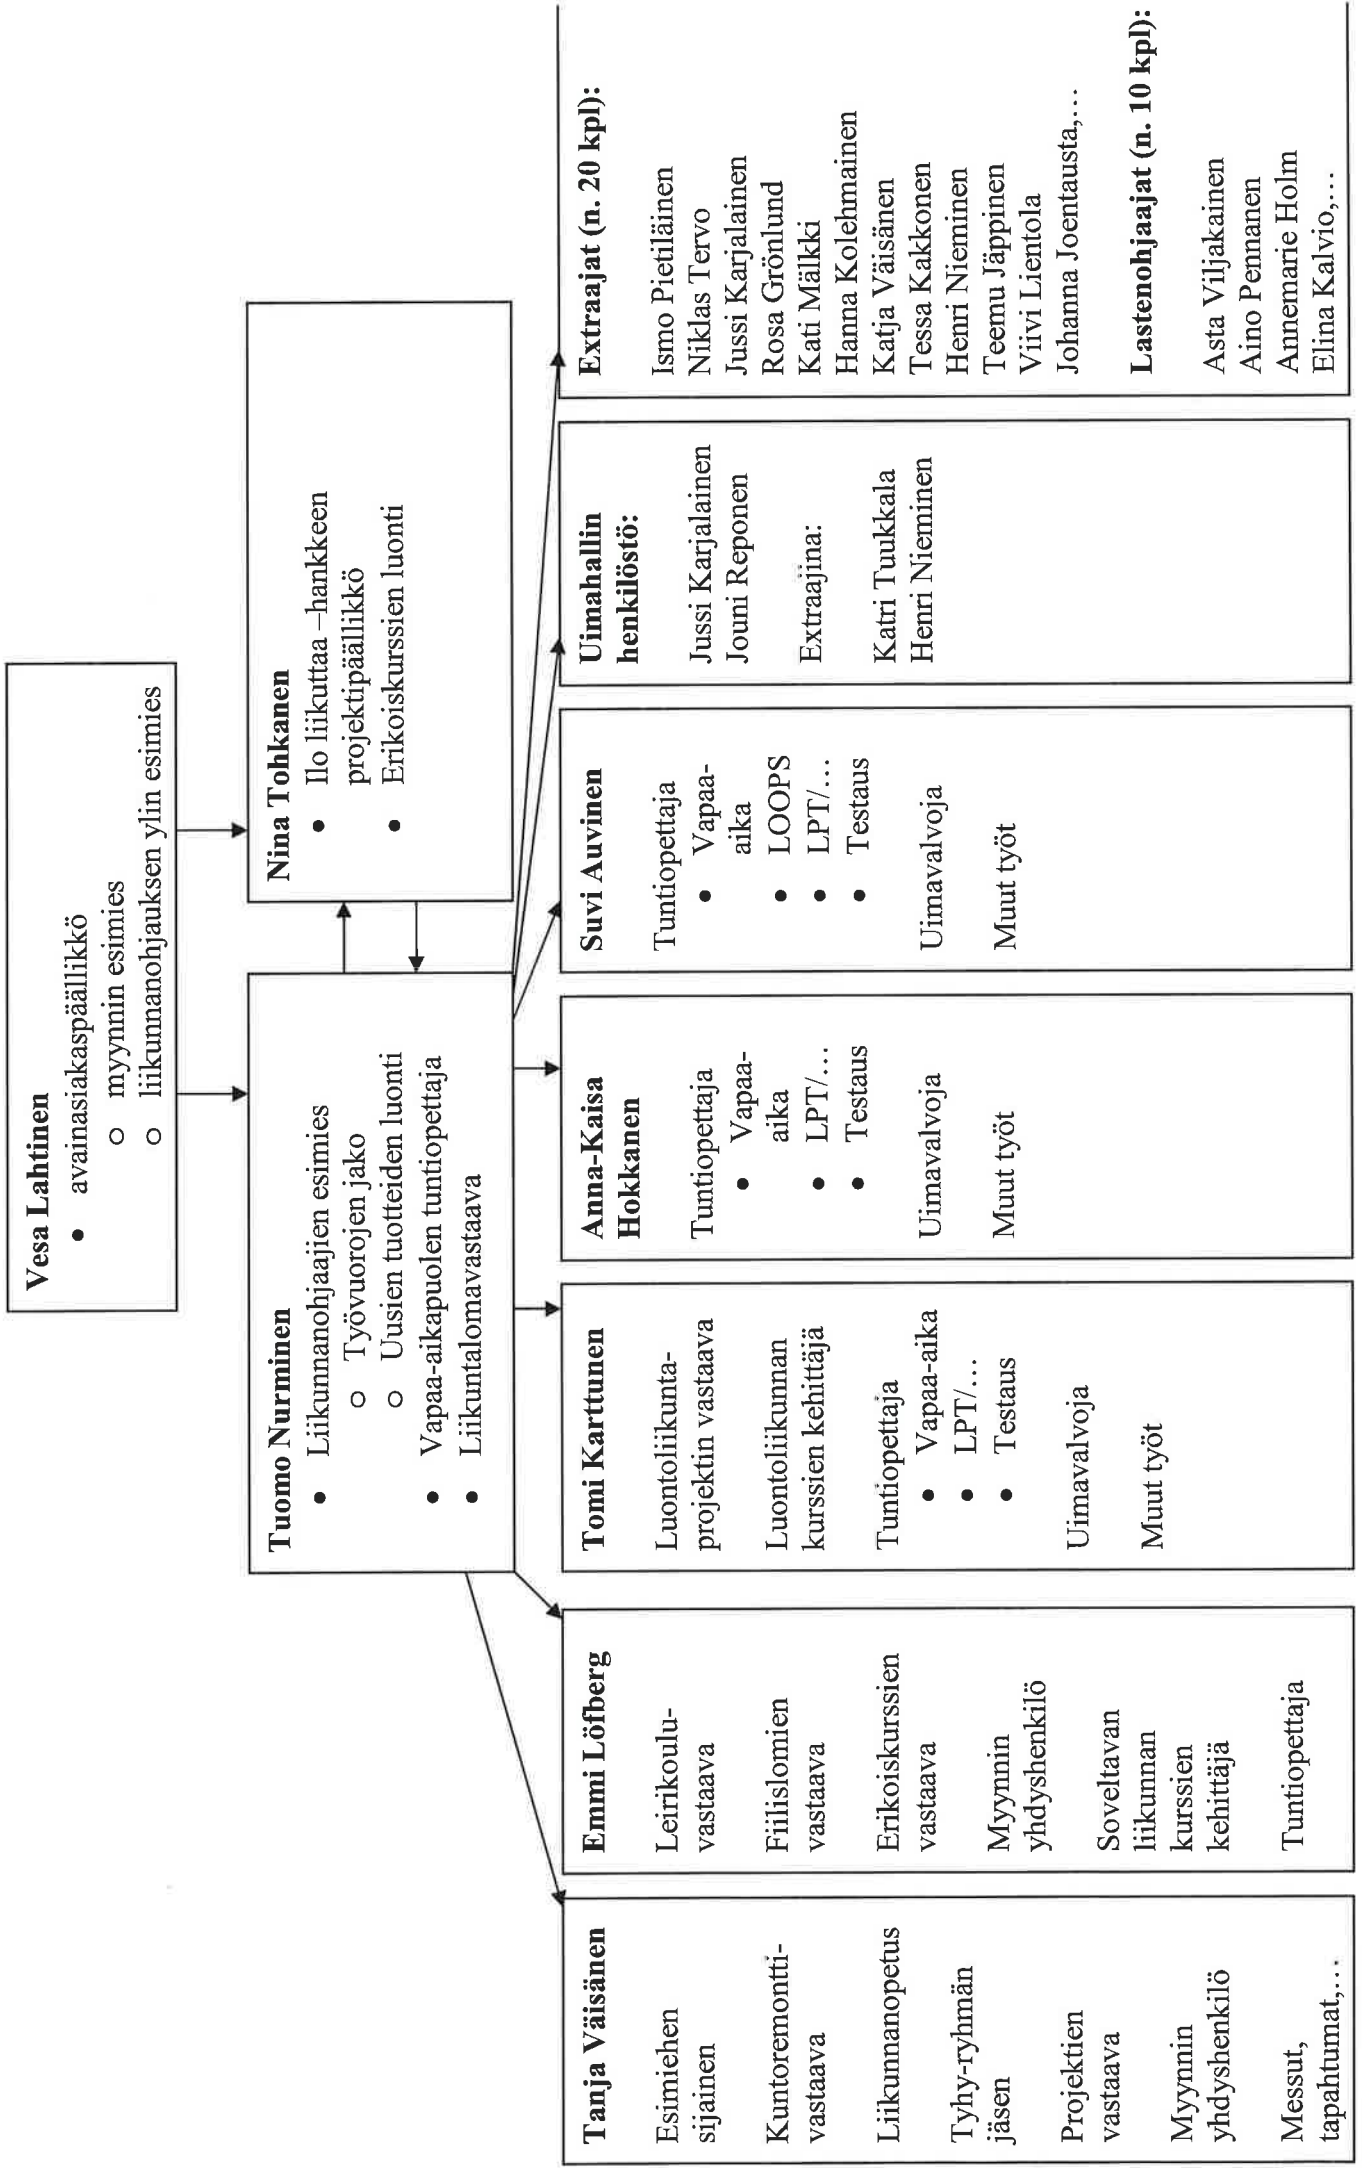 Vesa Lahtinen
• avainasiakaspäällikkö
o myynnin esimies
o liikunnanohjauksen ylin esimies
Tuomo Nurminen
• Liikunnanohjaajien esimies
o Työvuorojen jako
o Uusien tuotteiden luonti
• Vapaa-aikapuolen tuntiopettaja
• Liikuntalomavastaava
Nina Tohkanen
• Ilo liikuttaa –hankkeen
projektipäällikkö
• Erikoiskurssien luonti
Tanja Väisänen
Esimiehen
sijainen
Kuntoremontti-
vastaava
Liikunnanopetus
Tyhy-ryhmän
jäsen
Projektien
vastaava
Myynnin
yhdyshenkilö
Messut,
tapahtumat,…
Emmi Löfberg
Leirikoulu-
vastaava
Fiilislomien
vastaava
Erikoiskurssien
vastaava
Myynnin
yhdyshenkilö
Soveltavan
liikunnan
kurssien
kehittäjä
Tuntiopettaja
Tomi Karttunen
Luontoliikunta-
projektin vastaava
Luontoliikunnan
kurssien kehittäjä
Tuntiopettaja
• Vapaa-aika
• LPT/…
• Testaus
Uimavalvoja
Muut työt
Anna-Kaisa
Hokkanen
Tuntiopettaja
• Vapaa-
aika
• LPT/…
• Testaus
Uimavalvoja
Muut työt
Suvi Auvinen
Tuntiopettaja
• Vapaa-
aika
• LOOPS
• LPT/…
• Testaus
Uimavalvoja
Muut työt
Uimahallin
henkilöstö:
Jussi Karjalainen
Jouni Reponen
Extraajina:
Katri Tuukkala
Henri Nieminen
Extraajat (n. 20 kpl):
Ismo Pietiläinen
Niklas Tervo
Jussi Karjalainen
Rosa Grönlund
Kati Mälkki
Hanna Kolehmainen
Katja Väisänen
Tessa Kakkonen
Henri Nieminen
Teemu Jäppinen
Viivi Lientola
Johanna Joentausta,…
Lastenohjaajat (n. 10 kpl):
Asta Viljakainen
Aino Pennanen
Annemarie Holm
Elina Kalvio,…